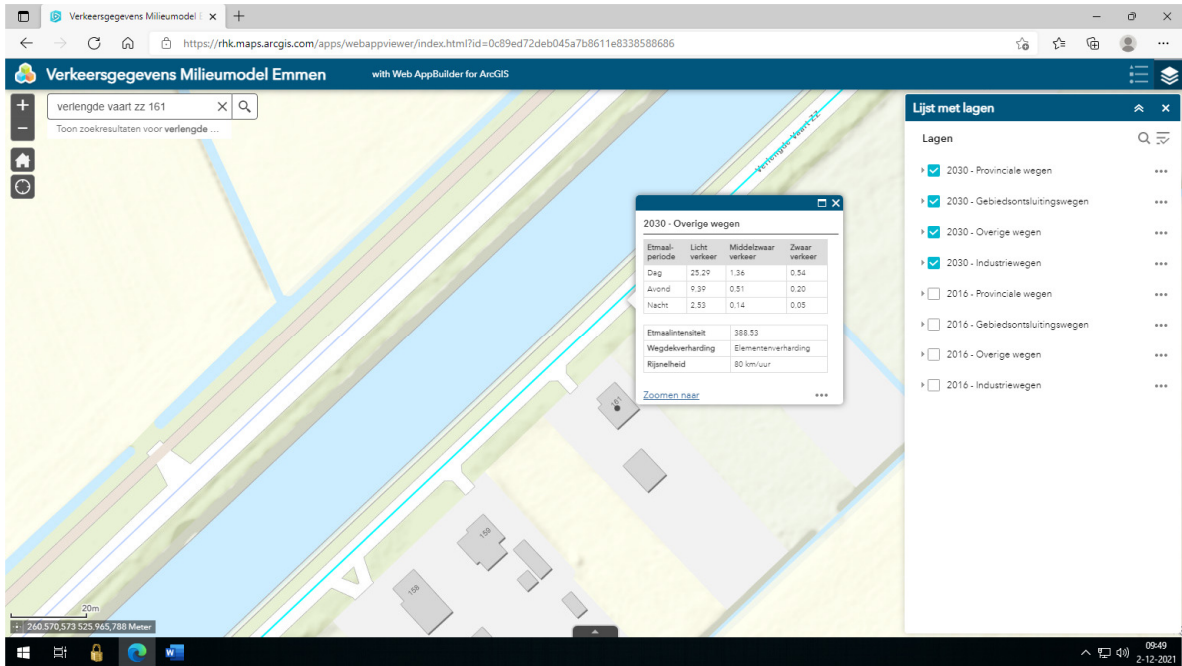 Verkeersgegevens Milieumodel E
https://rhk.maps.arcgis.com/apps/webappviewer/index.html?id=0c89ed72deb045a7b8611e8338588686
Verkeersgegevens Milieumodel Emmen with Web AppBuilder for ArcGIS
verlengde vaart zz 161
Toon zoekresultaten voor verlengde ...
Verlengde Vaart ZZ
2030 - Overige wegen
Etmaal-periode Licht verkeer Middelzwaar verkeer Zwaar verkeer
Dag 25.29 1.36 0.54
Avond 9.39 0.51 0.20
Nacht 2.53 0.14 0.05
Etmaalintensiteit 388.53
Wegdekverharding Elementenverharding
Rijsnelheid 80 km/uur
Zoomen naar
161
159
158
Lijst met lagen
Lagen
2030 - Provinciale wegen
2030 - Gebiedsontsluitingswegen
2030 - Overige wegen
2030 - Industriewegen
2016 - Provinciale wegen
2016 - Gebiedsontsluitingswegen
2016 - Overige wegen
2016 - Industriewegen
20m
260.570,573 525.965,788 Meter
09:49
2-12-2021